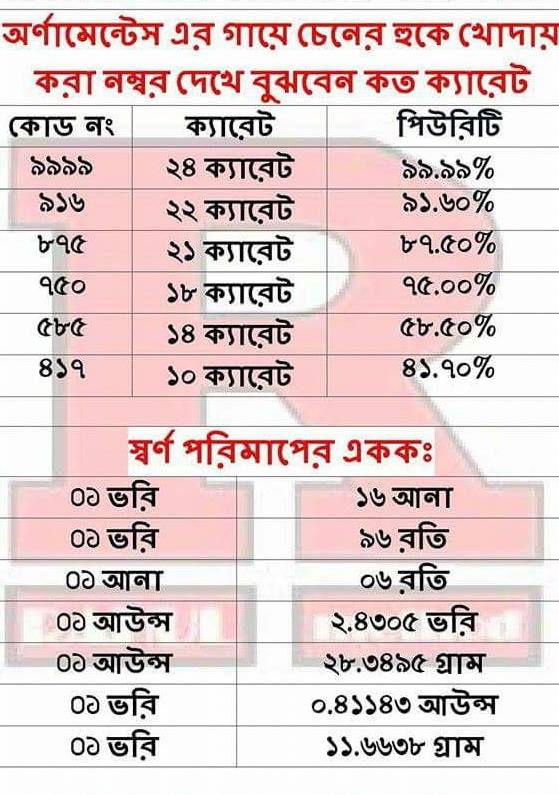 অর্ণামেন্টেস এর গায়ে চেনের হুকে খোদায়
করা নম্বর দেখে বুঝবেন কত ক্যারেট
কোড নং ক্যারেট পিউরিটি
৯৯৯৯ ২৪ ক্যারেট ৯৯.৯৯%
৯১৬ ২২ ক্যারেট ৯১.৬০%
৮৭৫ ২১ ক্যারেট ৮৭.৫০%
৭৫০ ১৮ ক্যারেট ৭৫.০০%
৫৮৫ ১৪ ক্যারেট ৫৮.৫০%
৪১৭ ১০ ক্যারেট ৪১.৭০%
স্বর্ণ পরিমাপের এককঃ
০১ ভরি ১৬ আনা
০১ ভরি ৯৬ রতি
০১ আনা ০৬ রতি
০১ আউন্স ২.৪৩০৫ ভরি
০১ আউন্স ২৮.৩৪৯৫ গ্রাম
০১ ভরি ০.৪১১৪৩ আউন্স
০১ ভরি ১১.৬৬৩৮ গ্রাম